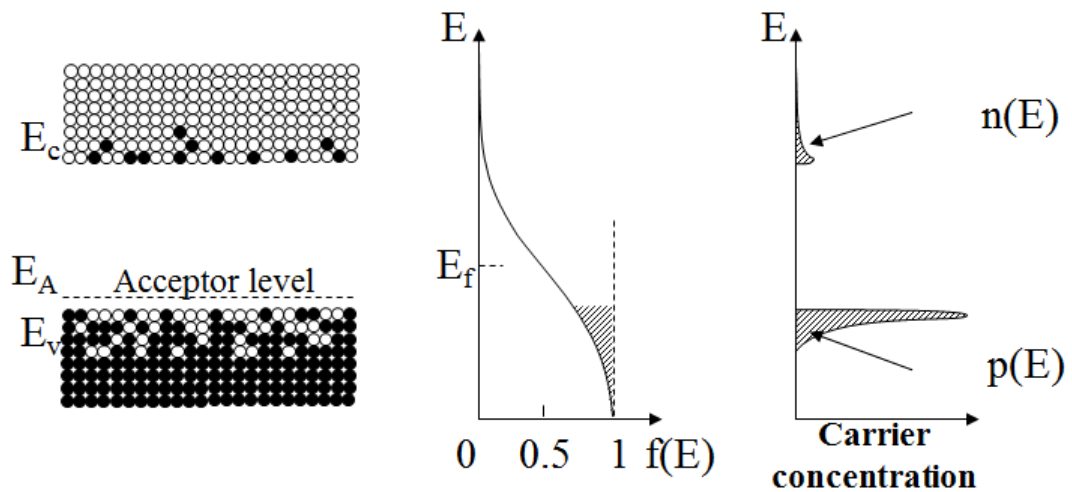 E_c
E_A
Acceptor level
E_v
E
E_f
0 0.5 1 f(E)
E
n(E)
p(E)
Carrier
concentration